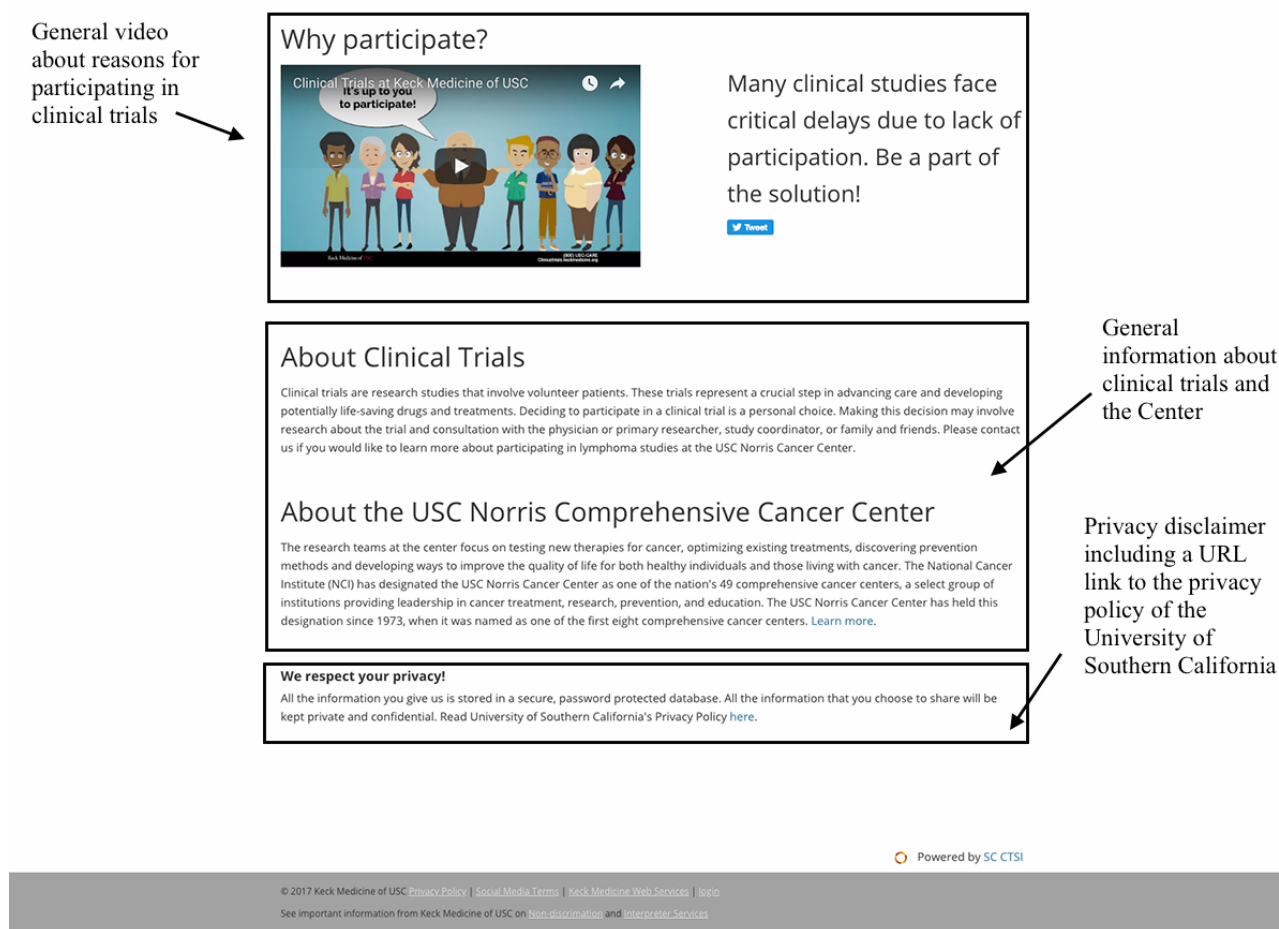 General video
about reasons for
participating in
clinical trials
Why participate?
Clinical Trials at Keck Medicine of USC
It's up to you
to participate!
Keck Medicine of USC
(800) USC-CARE
Clinicaltrials.keckmedicine.org
Many clinical studies face
critical delays due to lack of
participation. Be a part of
the solution!
Tweet
General
information about
clinical trials and
the Center
About Clinical Trials
Clinical trials are research studies that involve volunteer patients. These trials represent a crucial step in advancing care and developing
potentially life-saving drugs and treatments. Deciding to participate in a clinical trial is a personal choice. Making this decision may involve
research about the trial and consultation with the physician or primary researcher, study coordinator, or family and friends. Please contact
us if you would like to learn more about participating in lymphoma studies at the USC Norris Cancer Center.
About the USC Norris Comprehensive Cancer Center
The research teams at the center focus on testing new therapies for cancer, optimizing existing treatments, discovering prevention
methods and developing ways to improve the quality of life for both healthy individuals and those living with cancer. The National Cancer
Institute (NCI) has designated the USC Norris Cancer Center as one of the nation's 49 comprehensive cancer centers, a select group of
institutions providing leadership in cancer treatment, research, prevention, and education. The USC Norris Cancer Center has held this
designation since 1973, when it was named as one of the first eight comprehensive cancer centers. Learn more.
Privacy disclaimer
including a URL
link to the privacy
policy of the
University of
Southern California
We respect your privacy!
All the information you give us is stored in a secure, password protected database. All the information that you choose to share will be
kept private and confidential. Read University of Southern California's Privacy Policy here.
Powered by SC CTSI
© 2017 Keck Medicine of USC Privacy Policy | Social Media Terms | Keck Medicine Web Services | login
See important information from Keck Medicine of USC on Non-discrimation and Interpreter Services